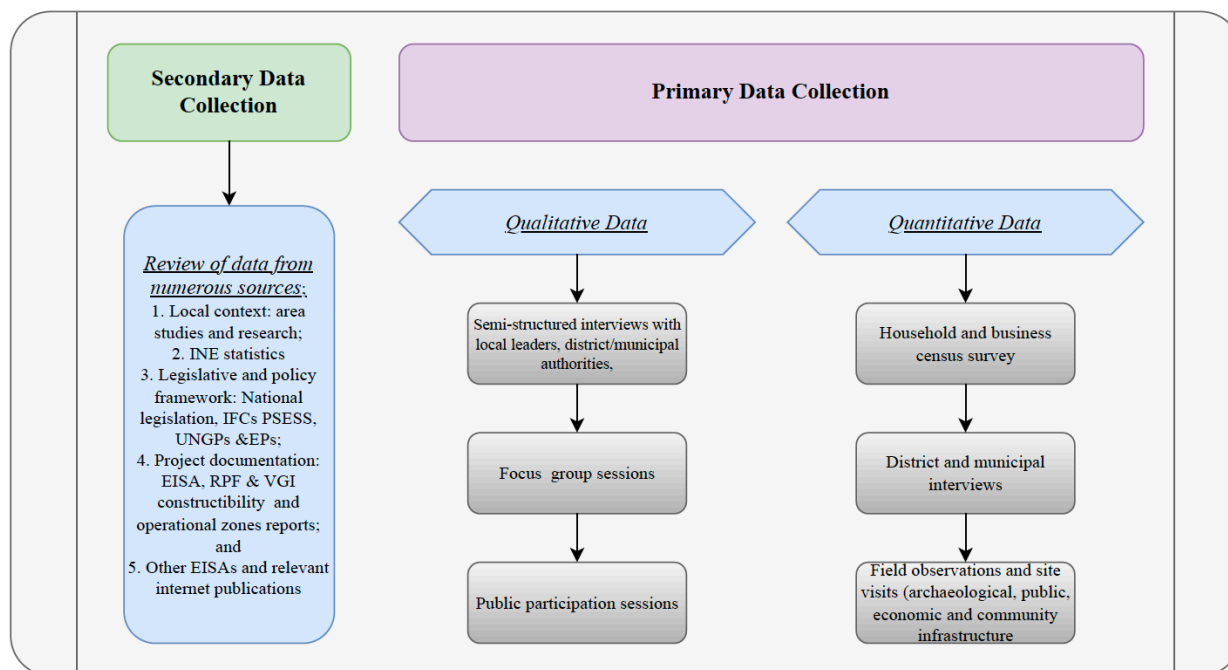 Secondary Data
Collection
Primary Data Collection
Review of data from
numerous sources;
1. Local context: area
studies and research;
2. INE statistics
3. Legislative and policy
framework: National
legislation, IFCs PSESS,
UNGPs &EPs;
4. Project documentation:
EISA, RPF & VGI
constructibility and
operational zones reports;
and
5. Other EISAs and relevant
internet publications
Qualitative Data
Semi-structured interviews with
local leaders, district/municipal
authorities,
Focus group sessions
Public participation sessions
Quantitative Data
Household and business
census survey
District and municipal
interviews
Field observations and site
visits (archaeological, public,
economic and community
infrastructure